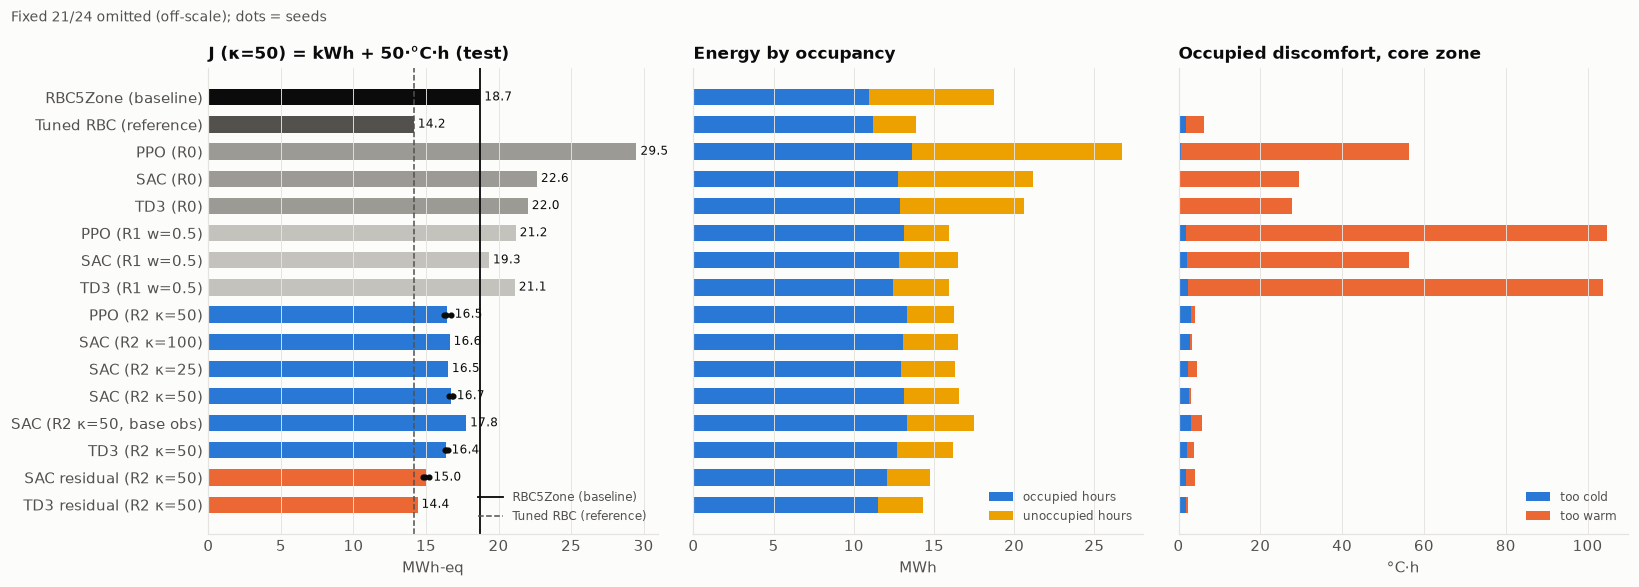 Fixed 21/24 omitted (off-scale); dots = seeds
J (κ=50) = kWh + 50·°C·h (test)
Energy by occupancy
Occupied discomfort, core zone
RBC5Zone (baseline)
18.7
Tuned RBC (reference)
14.2
PPO (R0)
29.5
SAC (R0)
22.6
TD3 (R0)
22.0
PPO (R1 w=0.5)
21.2
SAC (R1 w=0.5)
19.3
TD3 (R1 w=0.5)
21.1
PPO (R2 κ=50)
16.5
SAC (R2 κ=100)
16.6
SAC (R2 κ=25)
16.5
SAC (R2 κ=50)
16.7
SAC (R2 κ=50, base obs)
17.8
TD3 (R2 κ=50)
16.4
SAC residual (R2 κ=50)
15.0
TD3 residual (R2 κ=50)
14.4
RBC5Zone (baseline)
Tuned RBC (reference)
occupied hours
unoccupied hours
too cold
too warm
0 5 10 15 20 25 30
MWh-eq
0 5 10 15 20 25
MWh
0 20 40 60 80 100
°C·h